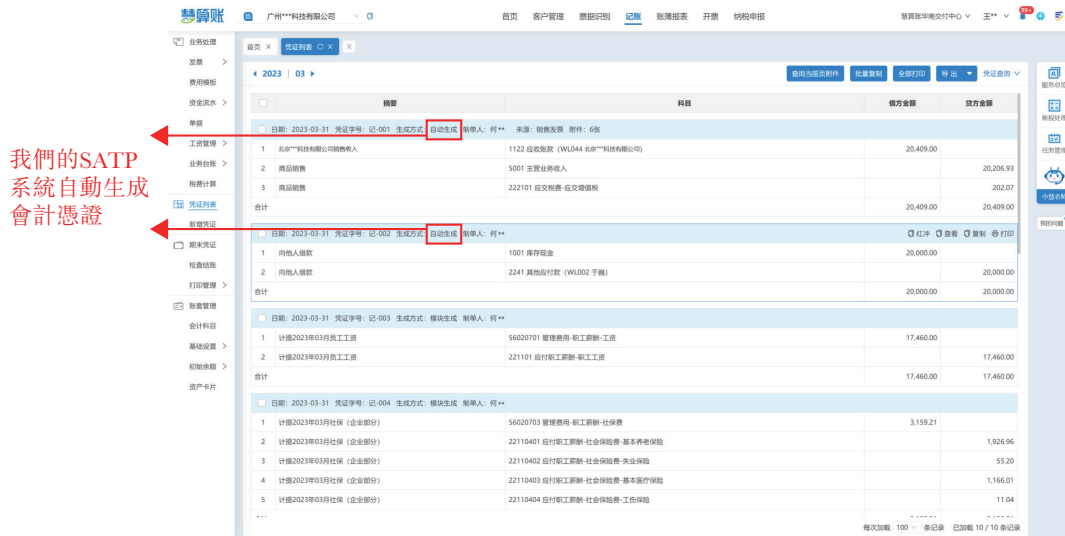 慧算账 广州***科技有限公司 首页 客户管理 票据识别 记账 账簿报表 开票 纳税申报 慧算账华南交付中心 王** 99+
业务处理
发票
费用模板
资金流水
单据
工资管理
业务台账
税费计算
凭证列表
新增凭证
期末凭证
检查结账
打印管理
账套管理
会计科目
基础设置
初始余额
资产卡片
我們的SATP
系統自動生成
會計憑證
首页 X 凭证列表 X X
2023 | 03 查询当前页附件 批量复制 全部打印 导出 凭证查询
摘要 科目 借方金额 贷方金额
日期: 2023-03-31 凭证字号: 记-001 生成方式: 自动生成 制单人: 何** 来源: 销售发票 附件: 6张
1 北京***科技有限公司销售收入 1122 应收账款 (WL044 北京***科技有限公司) 20,409.00
2 商品销售 5001 主营业务收入 20,206.93
3 商品销售 222101 应交税费-应交增值税 202.07
合计 20,409.00 20,409.00
日期: 2023-03-31 凭证字号: 记-002 生成方式: 自动生成 制单人: 何** 红冲 查看 复制 打印
1 向他人借款 1001 库存现金 20,000.00
2 向他人借款 2241 其他应付款 (WL002 于巍) 20,000.00
合计 20,000.00 20,000.00
日期: 2023-03-31 凭证字号: 记-003 生成方式: 模块生成 制单人: 何**
1 计提2023年03月员工工资 56020701 管理费用-职工薪酬-工资 17,460.00
2 计提2023年03月员工工资 221101 应付职工薪酬-职工工资 17,460.00
合计 17,460.00 17,460.00
日期: 2023-03-31 凭证字号: 记-004 生成方式: 模块生成 制单人: 何**
1 计提2023年03月社保 (企业部分) 56020703 管理费用-职工薪酬-社保费 3,159.21
2 计提2023年03月社保 (企业部分) 22110401 应付职工薪酬-社会保险费-基本养老保险 1,926.96
3 计提2023年03月社保 (企业部分) 22110402 应付职工薪酬-社会保险费-失业保险 55.20
4 计提2023年03月社保 (企业部分) 22110403 应付职工薪酬-社会保险费-基本医疗保险 1,166.01
5 计提2023年03月社保 (企业部分) 22110404 应付职工薪酬-社会保险费-工伤保险 11.04
每次加载 100 条记录 已加载 10 / 10 条记录
服务总览
账税处理
任务管理
我的问题